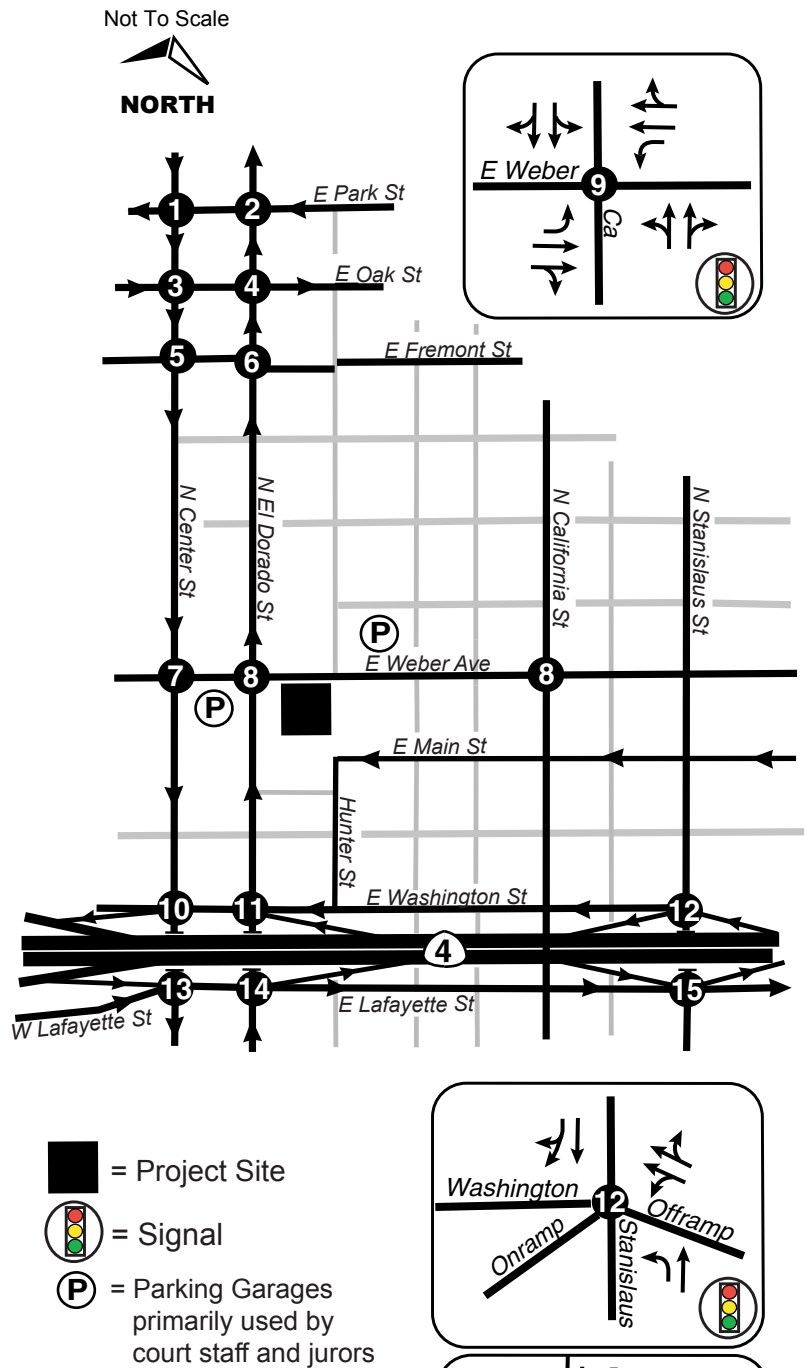 Not To Scale
NORTH
E Weber
9
Ca
1
2
E Park St
3
4
E Oak St
5
6
E Fremont St
N Center St
N El Dorado St
N California St
N Stanislaus St
P
7
8
E Weber Ave
8
P
E Main St
Hunter St
10
11
E Washington St
12
4
13
14
E Lafayette St
15
W Lafayette St
= Project Site
= Signal
P = Parking Garages
primarily used by
court staff and jurors
Washington
12
Offramp
Onramp
Stanislaus